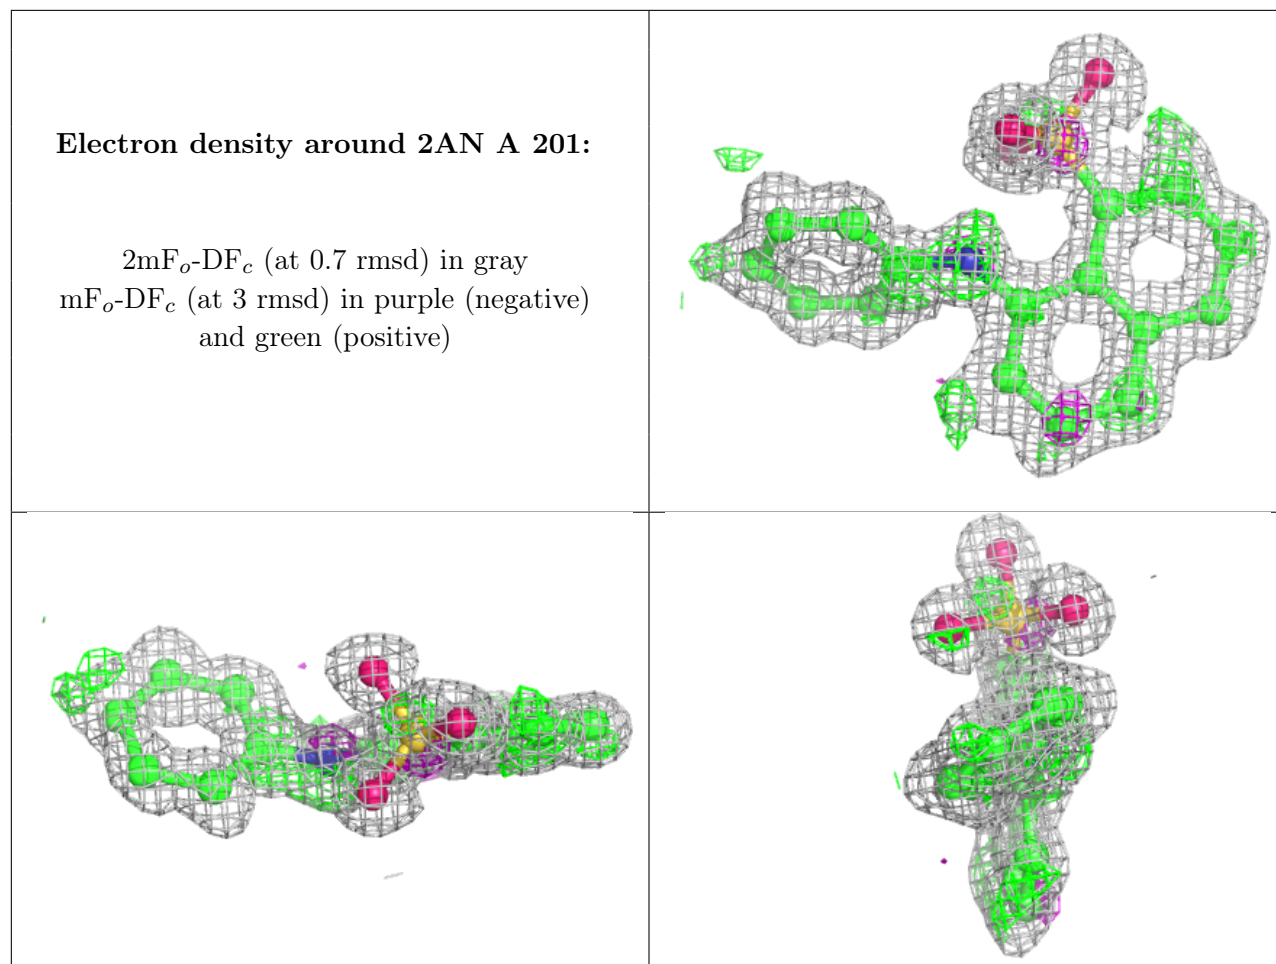 Electron density around 2AN A 201:
2mFo-DFc (at 0.7 rmsd) in gray
mFo-DFc (at 3 rmsd) in purple (negative)
and green (positive)